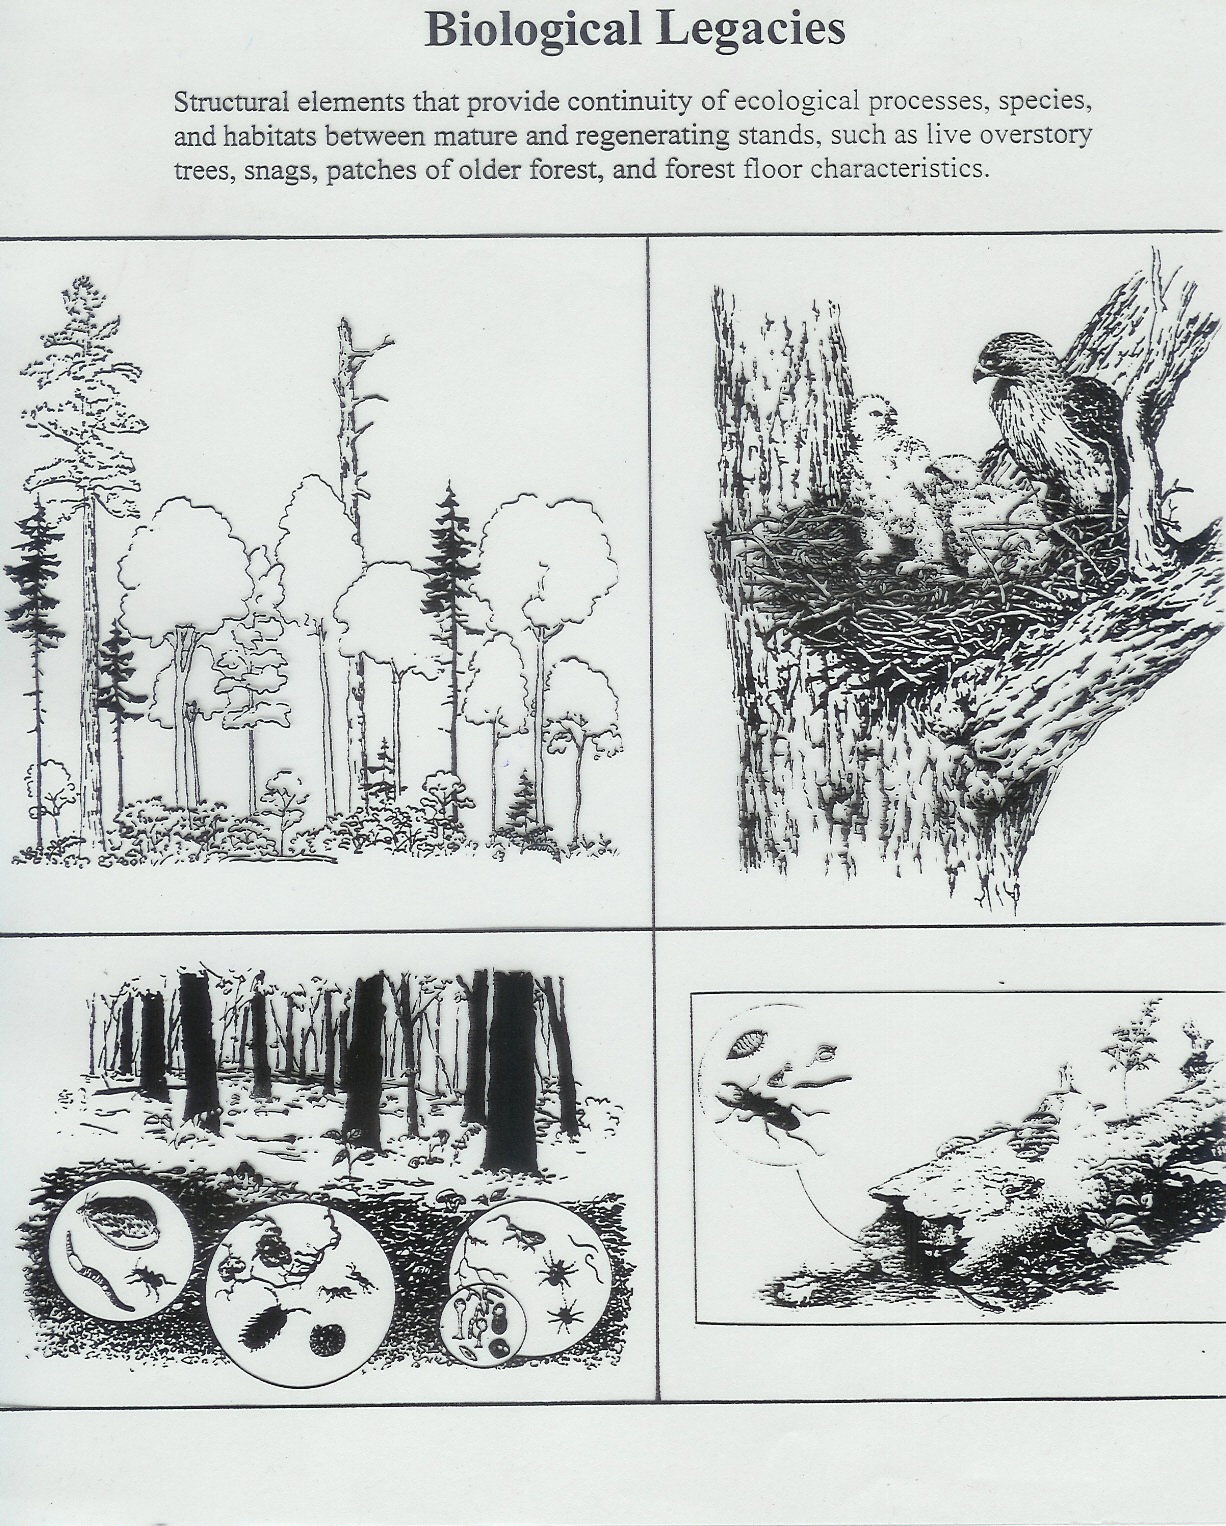 Biological Legacies
Structural elements that provide continuity of ecological processes, species,
and habitats between mature and regenerating stands, such as live overstory
trees, snags, patches of older forest, and forest floor characteristics.